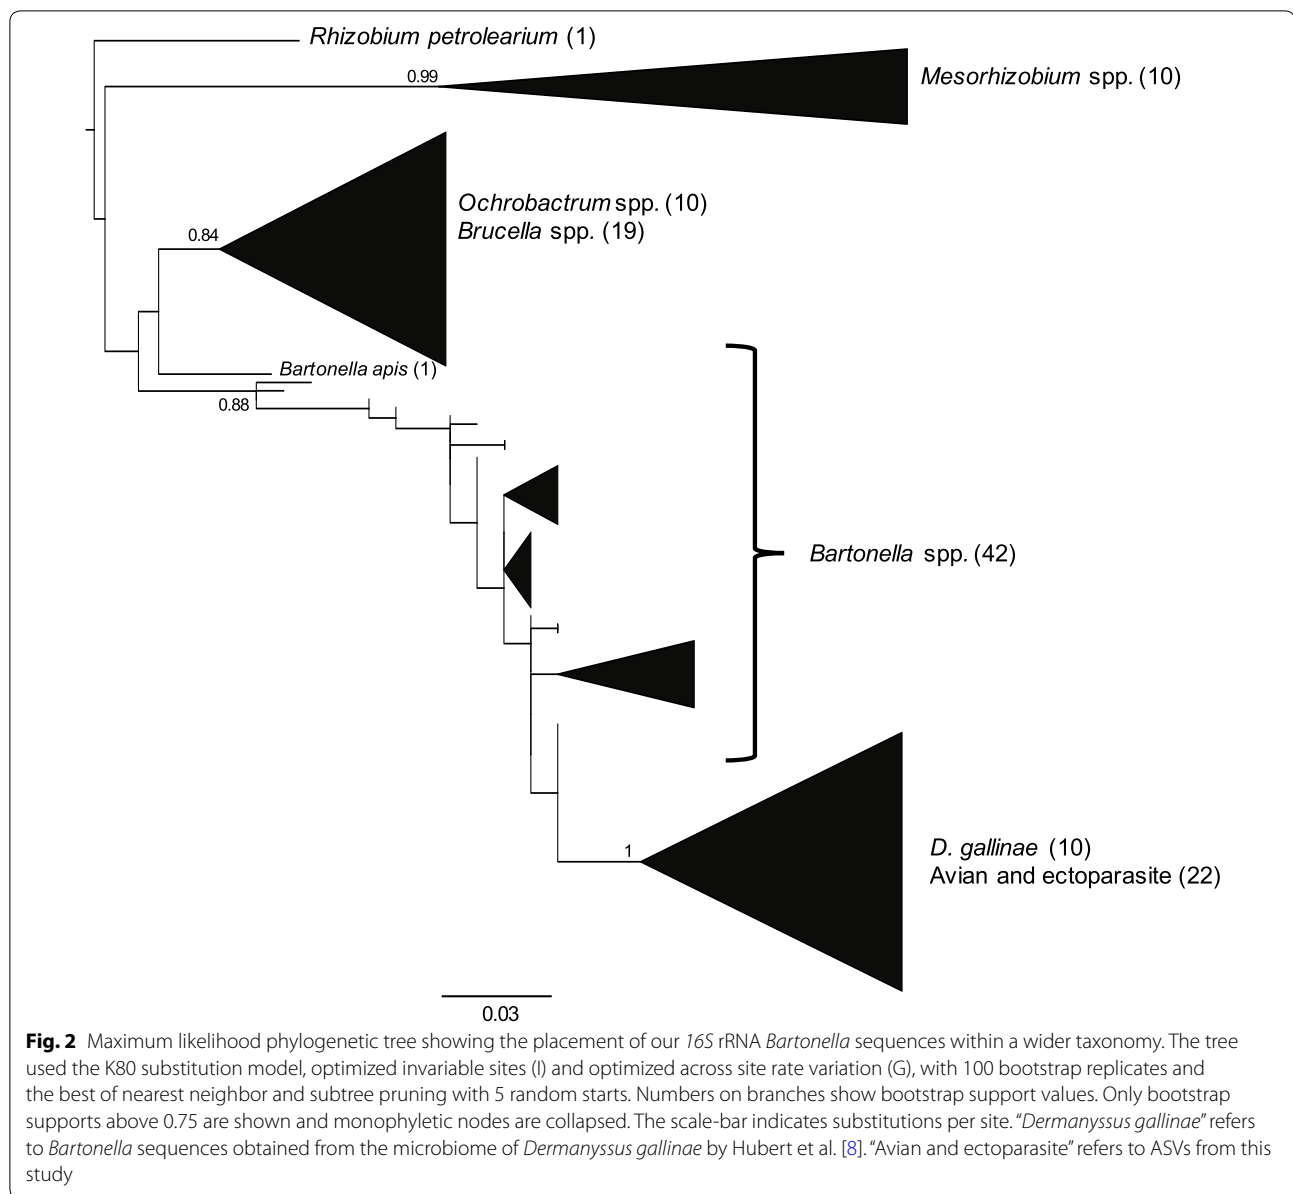 Rhizobium petrolearium (1)
0.99
Mesorhizobium spp. (10)
Ochrobactrum spp. (10)
Brucella spp. (19)
0.84
Bartonella apis (1)
0.88
Bartonella spp. (42)
D. gallinae (10)
Avian and ectoparasite (22)
1
0.03
Fig. 2 Maximum likelihood phylogenetic tree showing the placement of our 16S rRNA Bartonella sequences within a wider taxonomy. The tree
used the K80 substitution model, optimized invariable sites (I) and optimized across site rate variation (G), with 100 bootstrap replicates and
the best of nearest neighbor and subtree pruning with 5 random starts. Numbers on branches show bootstrap support values. Only bootstrap
supports above 0.75 are shown and monophyletic nodes are collapsed. The scale-bar indicates substitutions per site. “Dermanyssus gallinae” refers
to Bartonella sequences obtained from the microbiome of Dermanyssus gallinae by Hubert et al. [8]. “Avian and ectoparasite” refers to ASVs from this
study